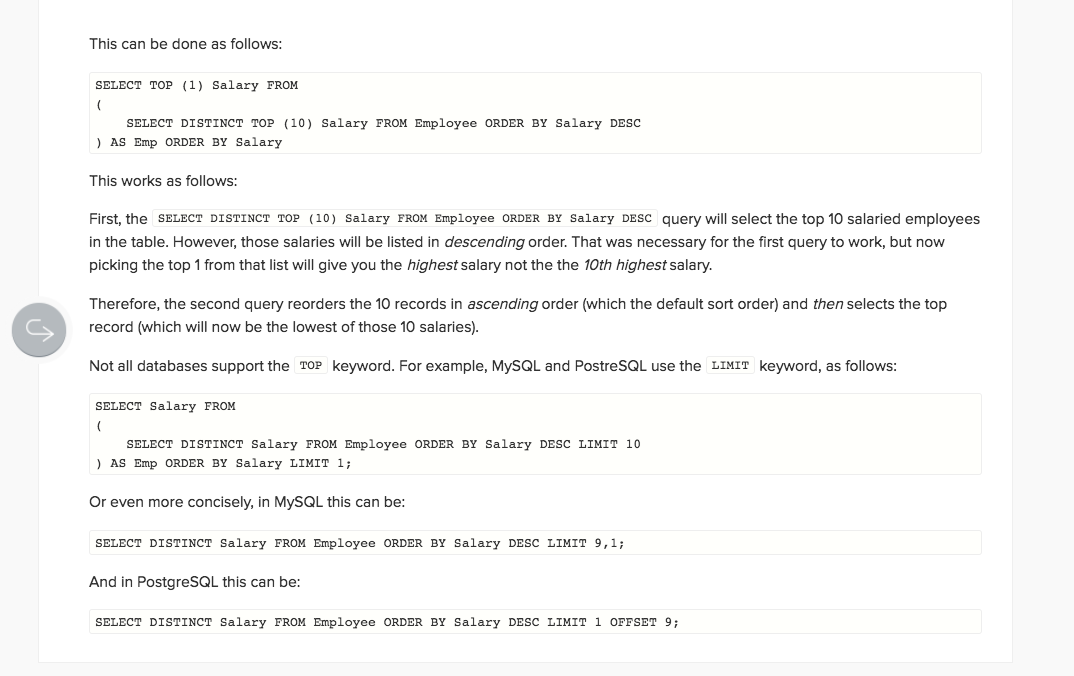 This can be done as follows:
SELECT TOP (1) Salary FROM
(
    SELECT DISTINCT TOP (10) Salary FROM Employee ORDER BY Salary DESC
) AS Emp ORDER BY Salary
This works as follows:
First, the SELECT DISTINCT TOP (10) Salary FROM Employee ORDER BY Salary DESC query will select the top 10 salaried employees
in the table. However, those salaries will be listed in descending order. That was necessary for the first query to work, but now
picking the top 1 from that list will give you the highest salary not the the 10th highest salary.
Therefore, the second query reorders the 10 records in ascending order (which the default sort order) and then selects the top
record (which will now be the lowest of those 10 salaries).
Not all databases support the TOP keyword. For example, MySQL and PostreSQL use the LIMIT keyword, as follows:
SELECT Salary FROM
(
    SELECT DISTINCT Salary FROM Employee ORDER BY Salary DESC LIMIT 10
) AS Emp ORDER BY Salary LIMIT 1;
Or even more concisely, in MySQL this can be:
SELECT DISTINCT Salary FROM Employee ORDER BY Salary DESC LIMIT 9,1;
And in PostgreSQL this can be:
SELECT DISTINCT Salary FROM Employee ORDER BY Salary DESC LIMIT 1 OFFSET 9;